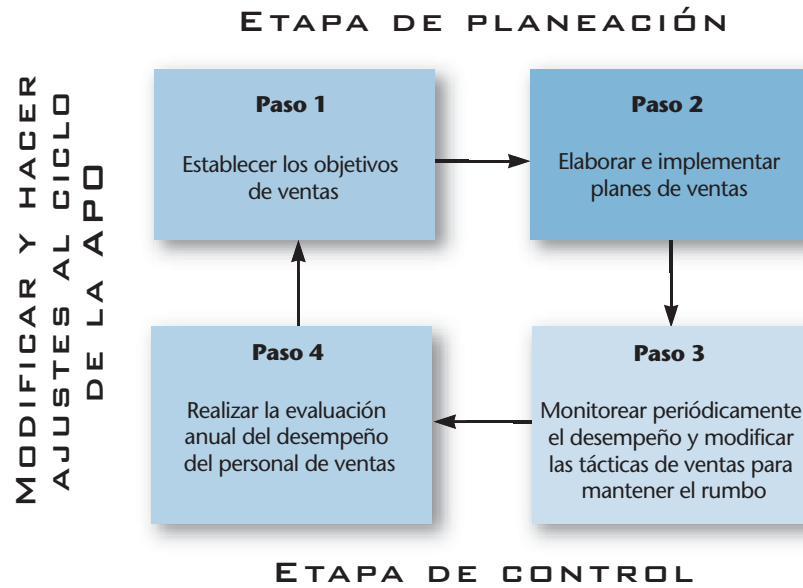 ETAPA DE PLANEACIÓN
MODIFICAR Y HACER
AJUSTES AL CICLO
DE LA APO
Paso 1
Establecer los objetivos
de ventas
Paso 2
Elaborar e implementar
planes de ventas
Paso 4
Realizar la evaluación
anual del desempeño
del personal de ventas
Paso 3
Monitorear periódicamente
el desempeño y modificar
las tácticas de ventas para
mantener el rumbo
ETAPA DE CONTROL